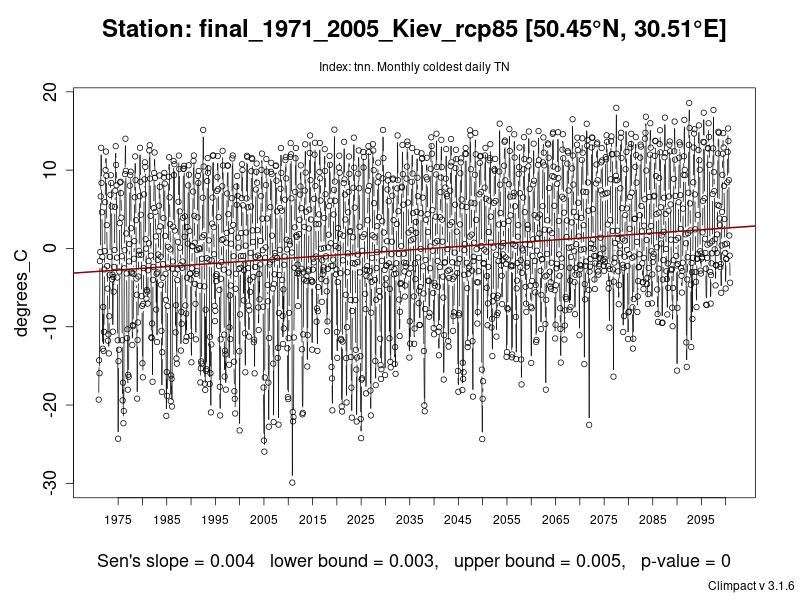 Station: final_1971_2005_Kiev_rcp85 [50.45°N, 30.51°E]
Index: tnn. Monthly coldest daily TN
20
10
0
-10
-20
-30
degrees_C
1975 1985 1995 2005 2015 2025 2035 2045 2055 2065 2075 2085 2095
Sen's slope = 0.004 lower bound = 0.003, upper bound = 0.005, p-value = 0
Climpact v 3.1.6